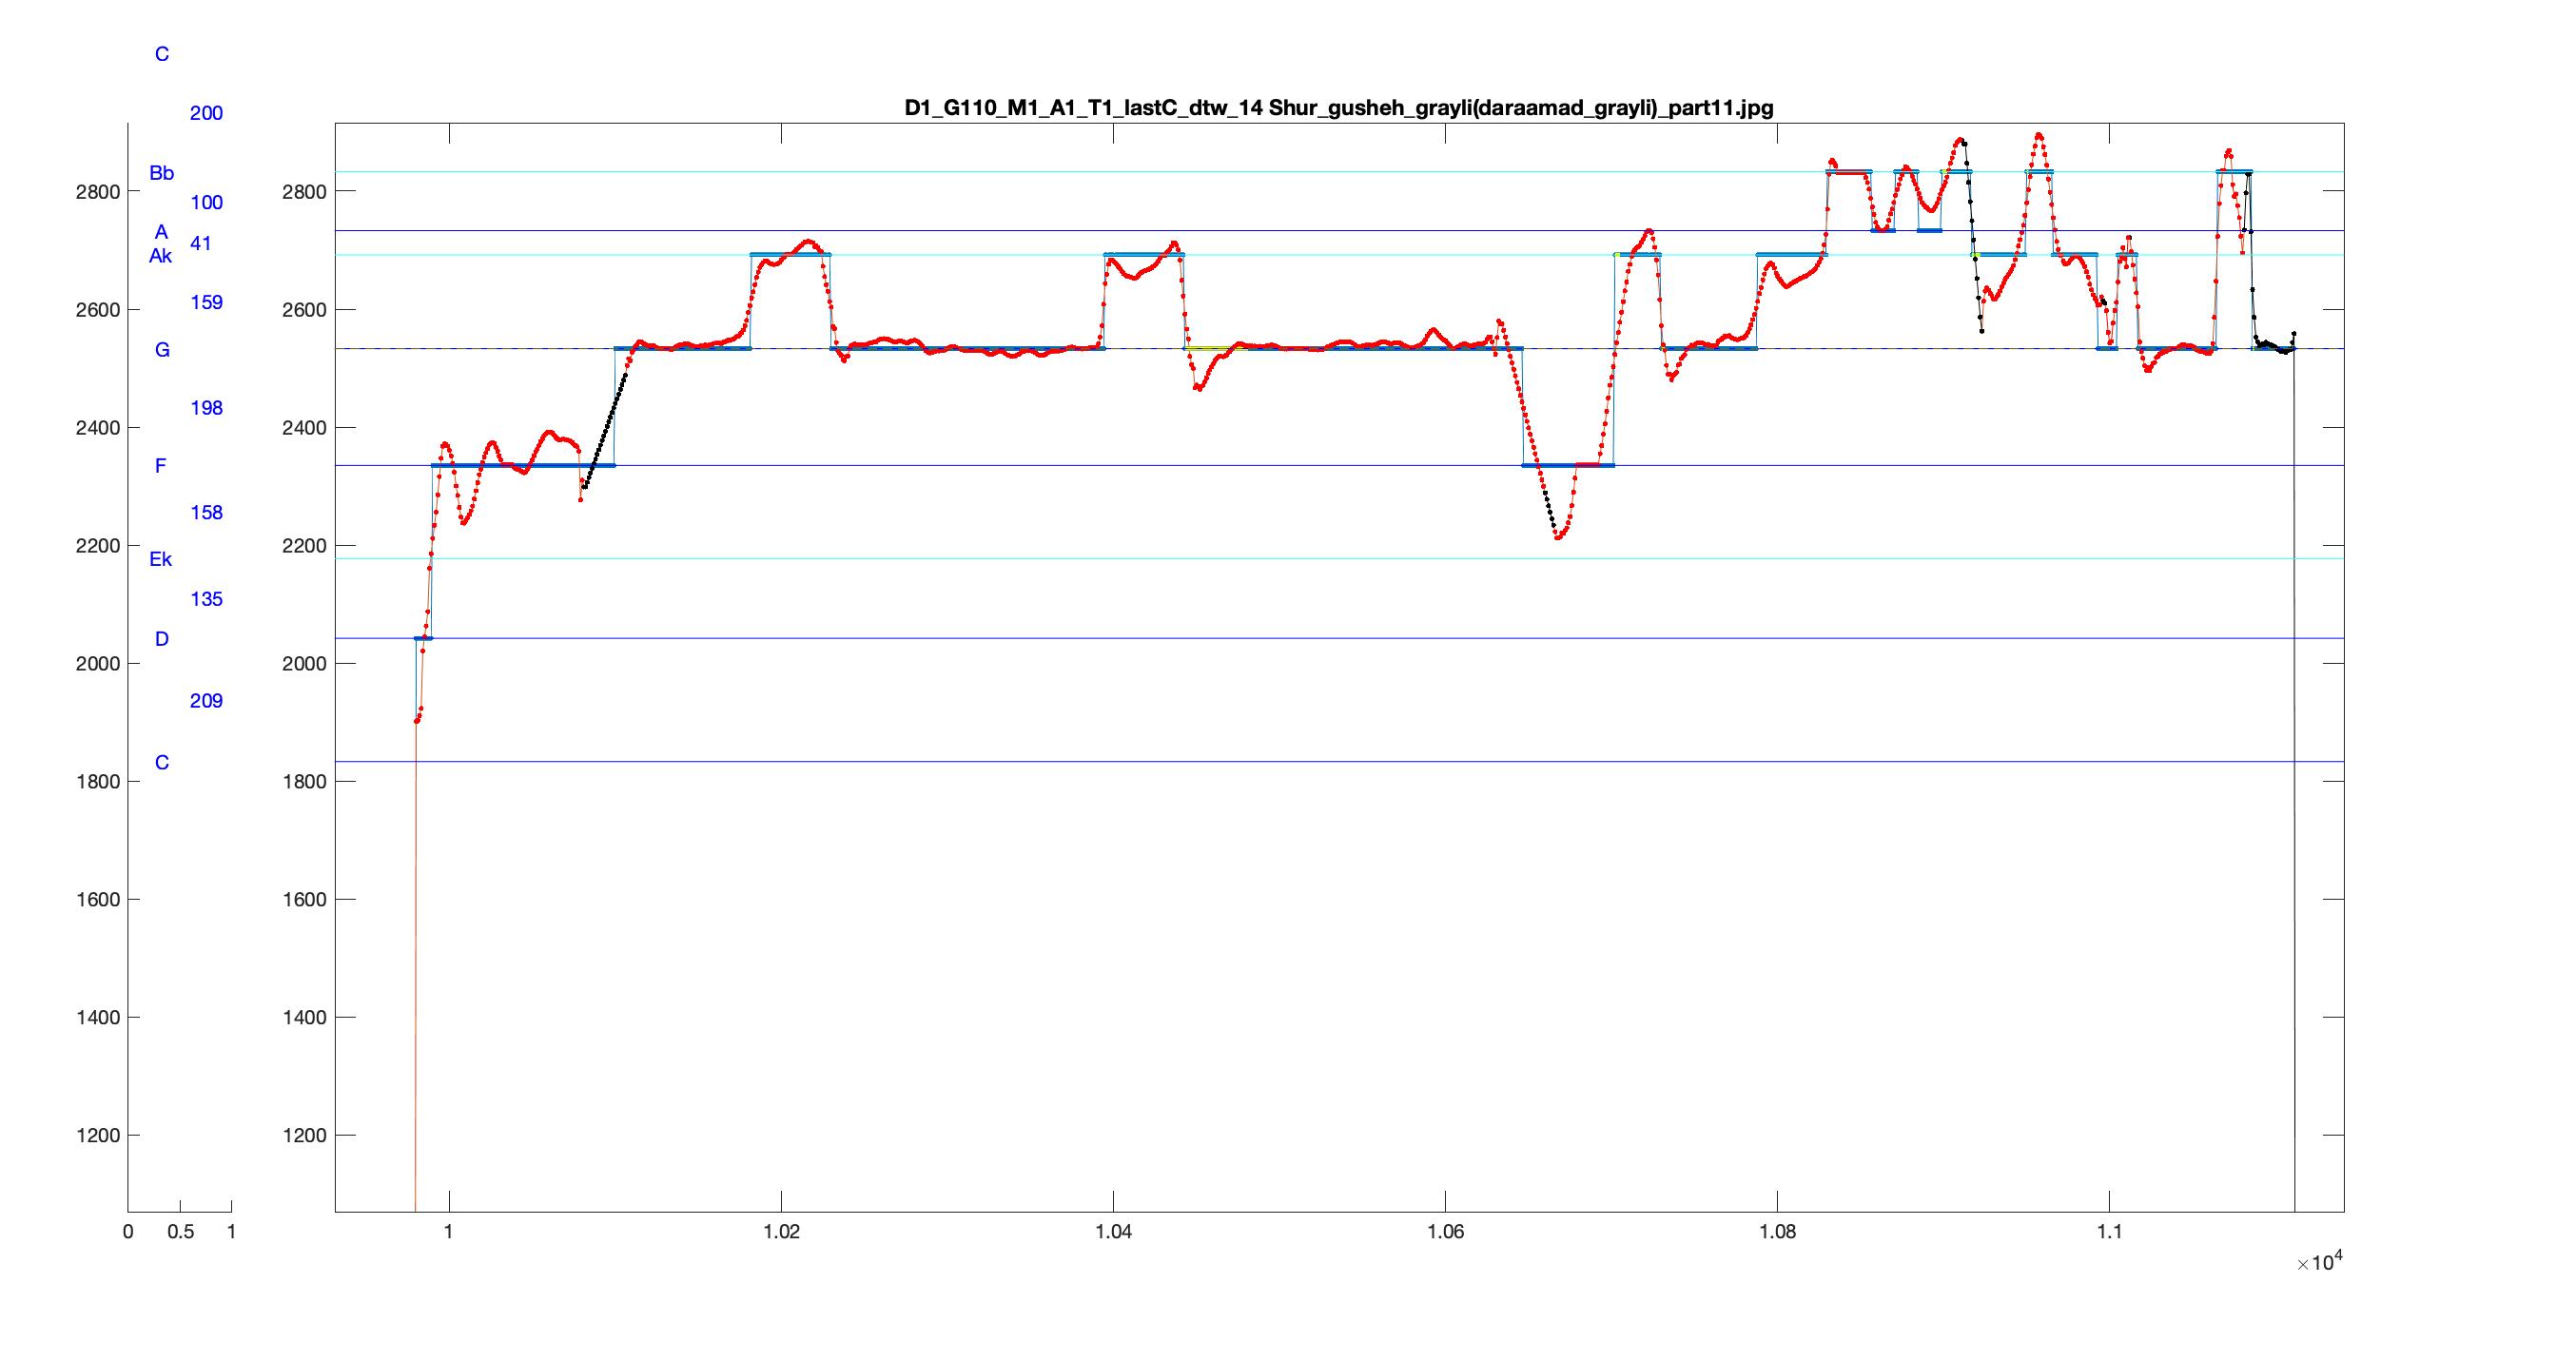 C
200
D1_G110_M1_A1_T1_lastC_dtw_14 Shur_gusheh_grayli(daraamad_grayli)_part11.jpg
Bb
2800 2800
100
A
41
Ak
159
2600 2600
G
198
2400 2400
F
158
2200 2200
Ek
135
D
2000 2000
209
C
1800 1800
1600 1600
1400 1400
1200 1200
0 0.5 1 1 1.02 1.04 1.06 1.08 1.1
×10⁴